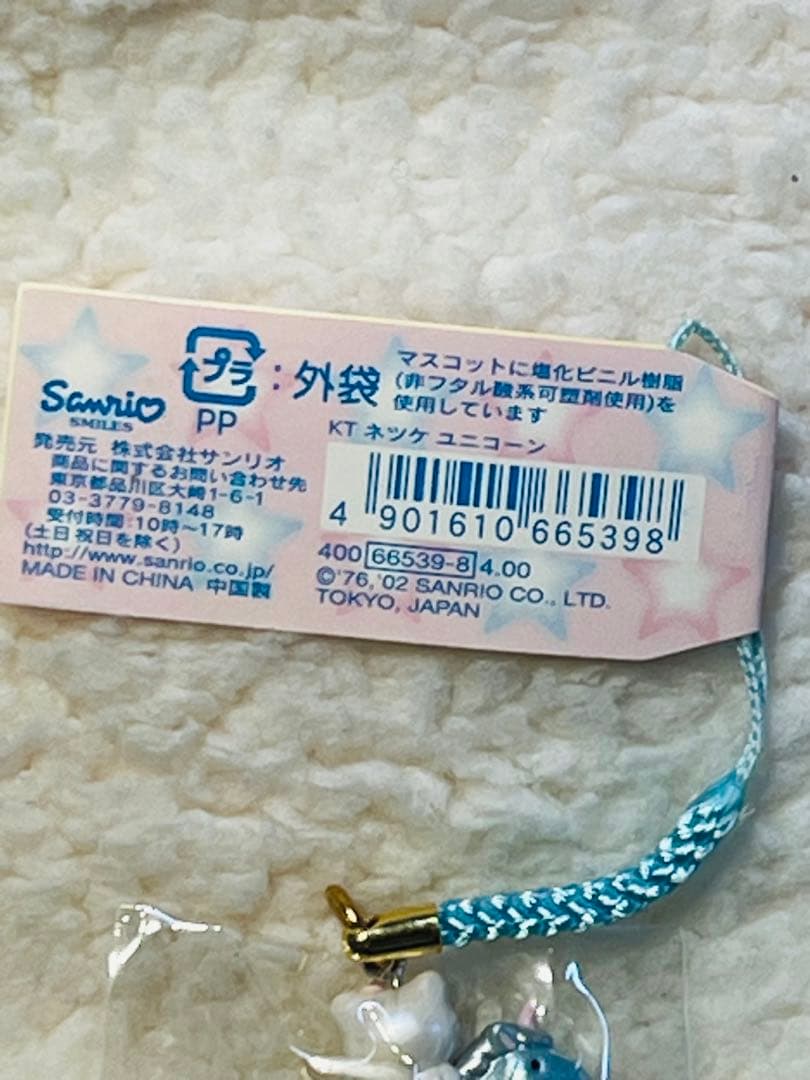 Sanrio
SMILES
プラ
:外袋
PP
マスコットに塩化ビニル樹脂
(非フタル酸系可塑剤使用)を
使用しています
KT ネツケ ユニコーン
4 901610 665398
400 66539-8 4.00
©'76,'02 SANRIO CO., LTD.
TOKYO, JAPAN
発売元 株式会社サンリオ
商品に関するお問い合わせ先
東京都品川区大崎1-6-1
03-3779-8148
受付時間:10時〜17時
(土日祝日を除く)
http://www.sanrio.co.jp/
MADE IN CHINA 中国製